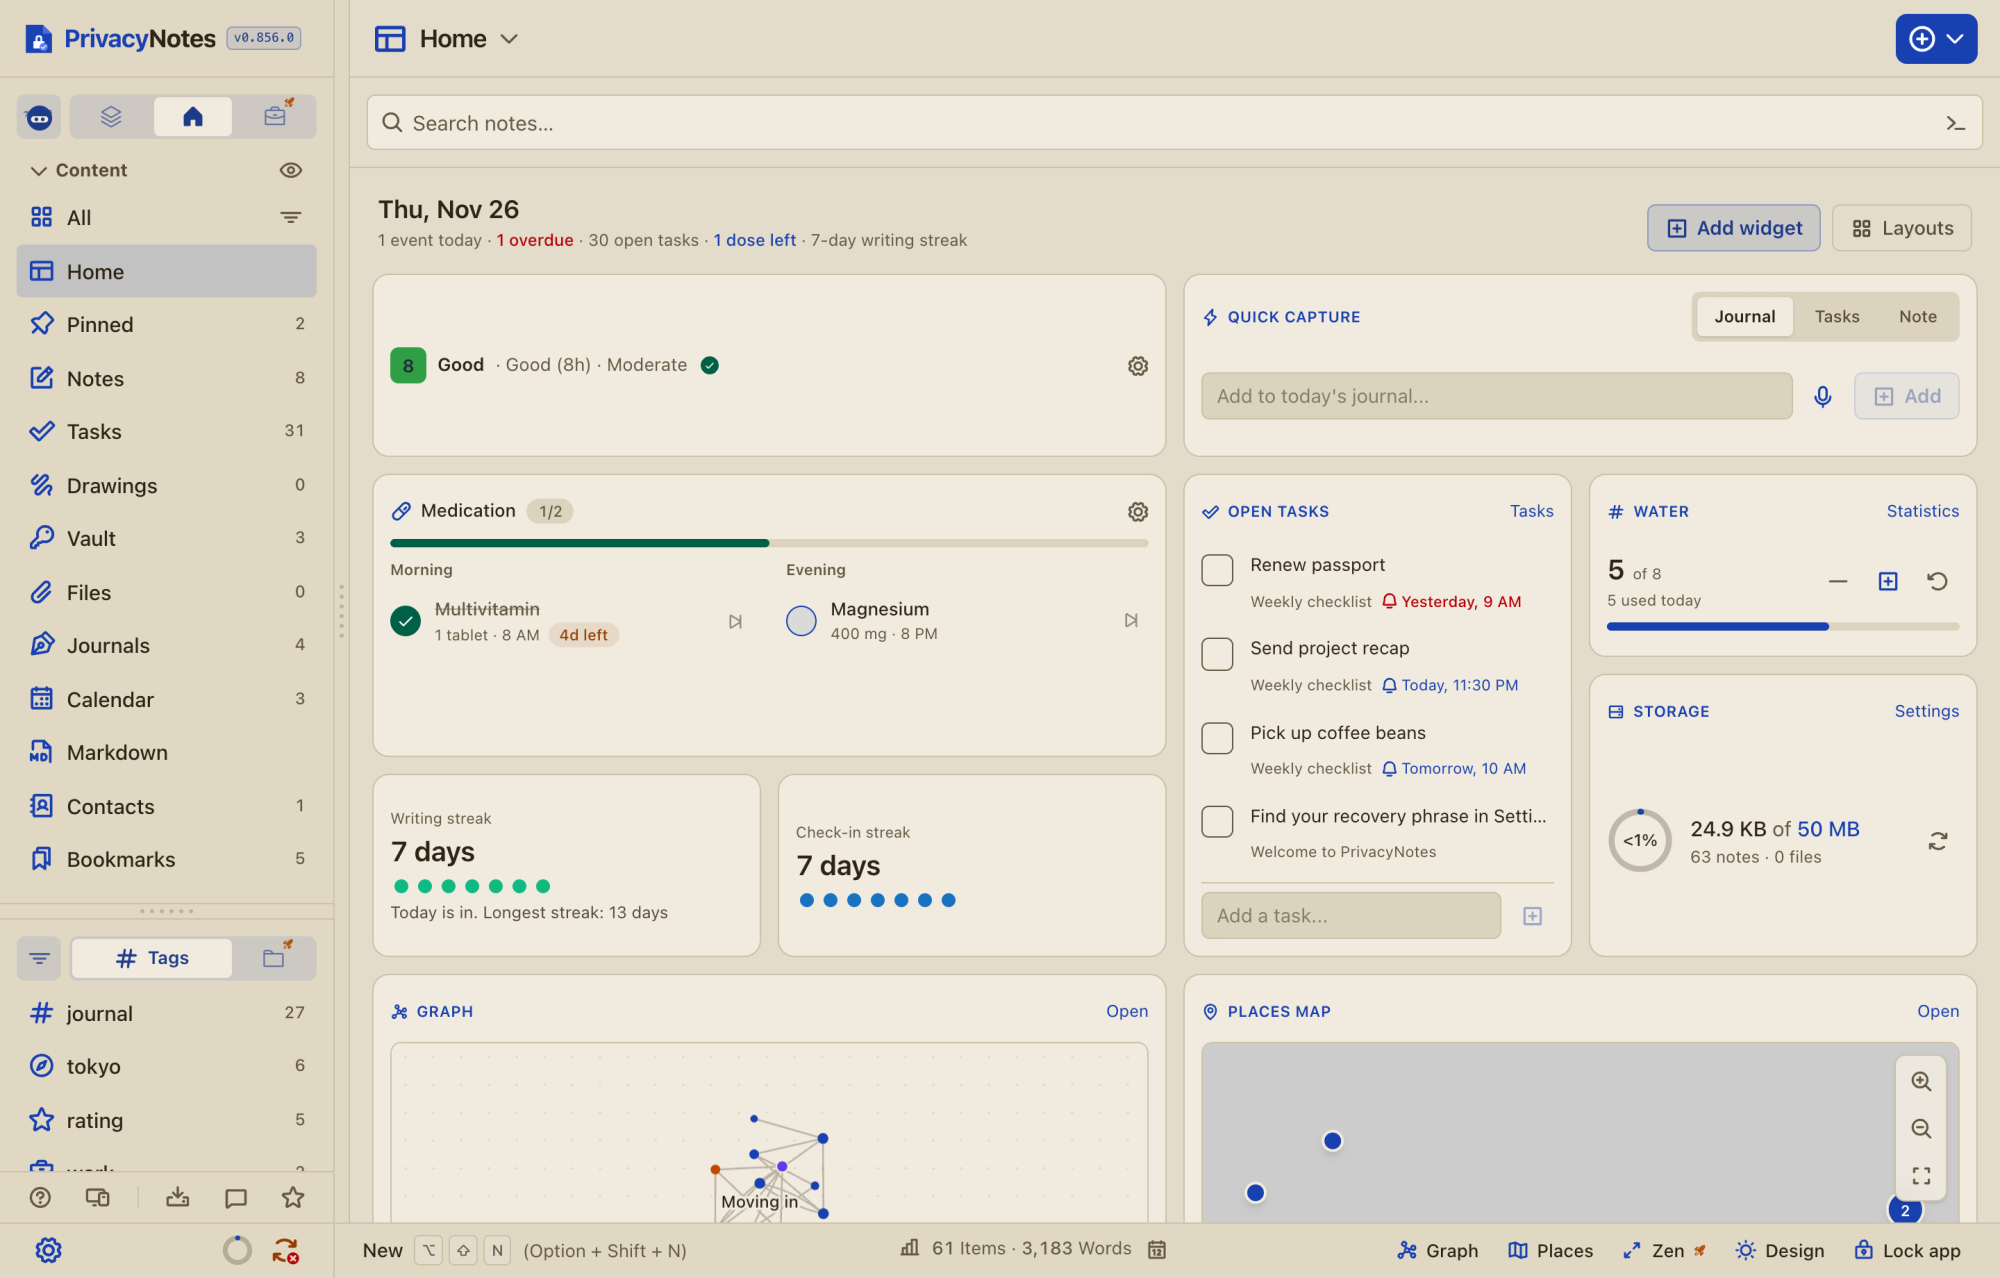 PrivacyNotes v0.856.0
Content
All
Home
Pinned 2
Notes 8
Tasks 31
Drawings 0
Vault 3
Files 0
Journals 4
Calendar 3
Markdown
Contacts 1
Bookmarks 5
Tags
journal 27
tokyo 6
rating 5
Home
Search notes...
Thu, Nov 26
1 event today · 1 overdue · 30 open tasks · 1 dose left · 7-day writing streak
Add widget
Layouts
8 Good · Good (8h) · Moderate
QUICK CAPTURE
Journal Tasks Note
Add to today's journal...
Add
Medication 1/2
Morning
Multivitamin
1 tablet · 8 AM 4d left
Evening
Magnesium
400 mg · 8 PM
OPEN TASKS Tasks
Renew passport
Weekly checklist Yesterday, 9 AM
Send project recap
Weekly checklist Today, 11:30 PM
Pick up coffee beans
Weekly checklist Tomorrow, 10 AM
Find your recovery phrase in Setti...
Welcome to PrivacyNotes
Add a task...
WATER Statistics
5 of 8
5 used today
STORAGE Settings
<1%
24.9 KB of 50 MB
63 notes · 0 files
Writing streak
7 days
Today is in. Longest streak: 13 days
Check-in streak
7 days
GRAPH Open
Moving in
PLACES MAP Open
2
New N (Option + Shift + N)
61 Items · 3,183 Words
Graph
Places
Zen
Design
Lock app